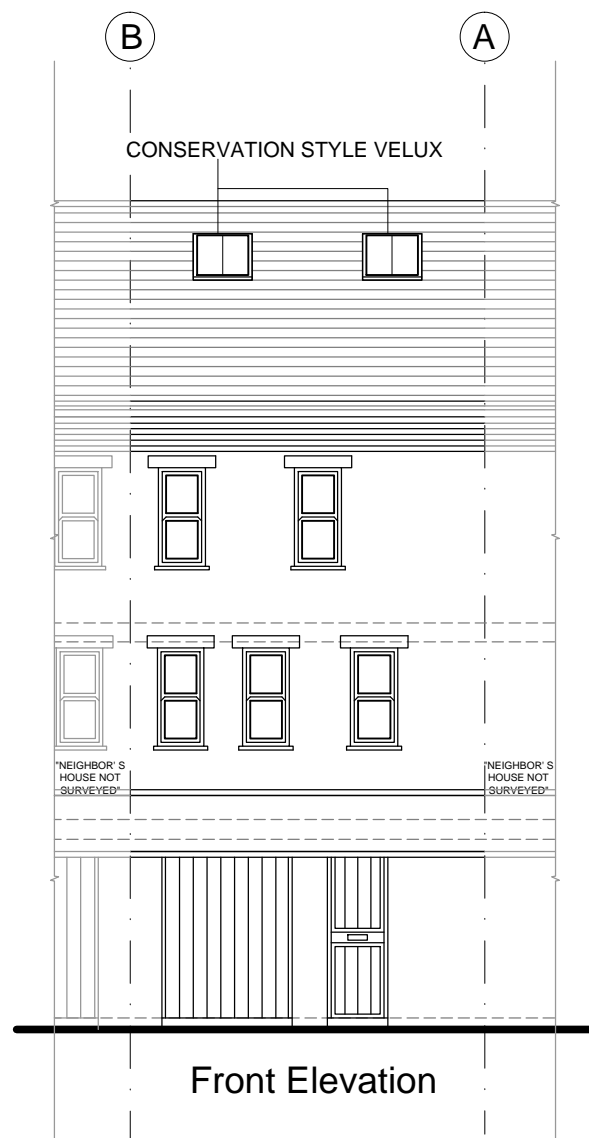 B A
CONSERVATION STYLE VELUX
"NEIGHBOR' S
HOUSE NOT
SURVEYED"
"NEIGHBOR' S
HOUSE NOT
SURVEYED"
Front Elevation